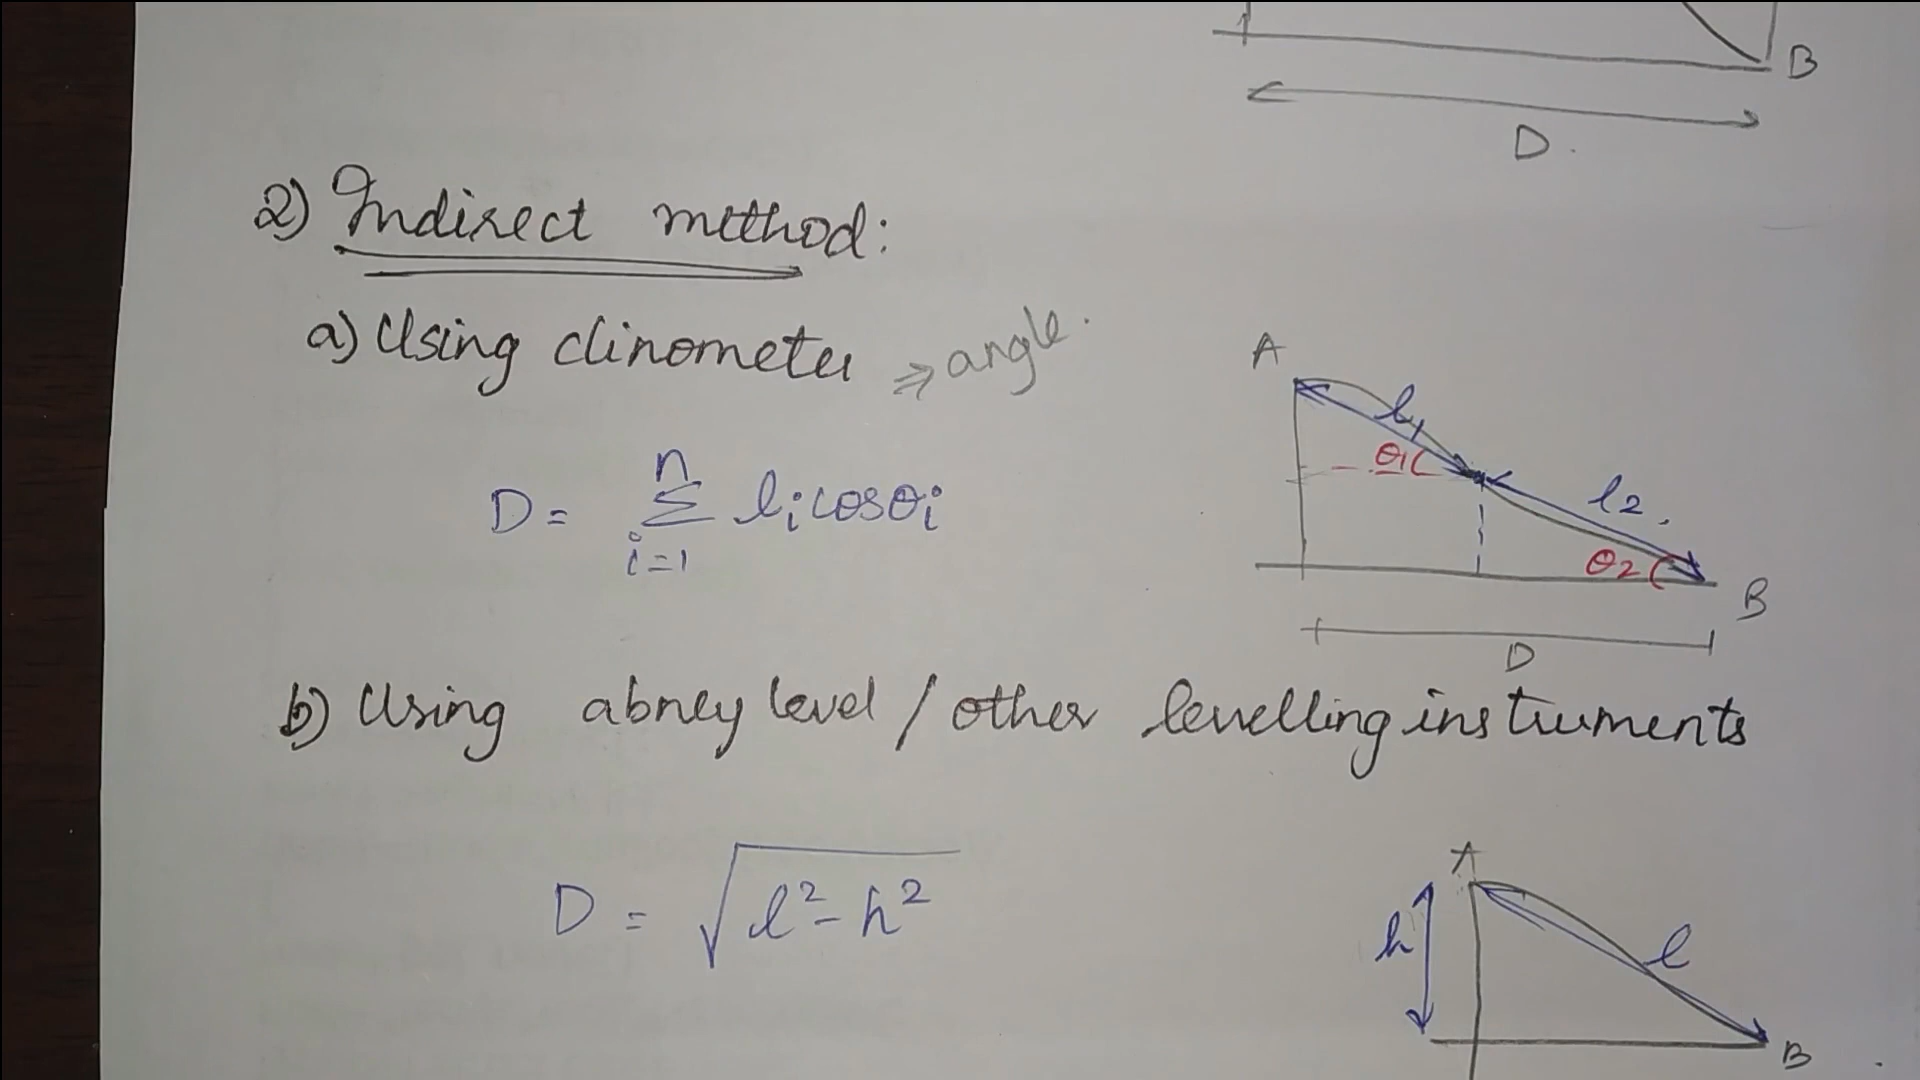 B
D.
2) Indirect method:
a) Using clinometer ⇒ angle.
A
l1
θ1
l2,
θ2
B
D
D = n Σ i=1 li cosθi
b) Using abney level / other levelling instruments
D = √l²-h²
A
h
l
B